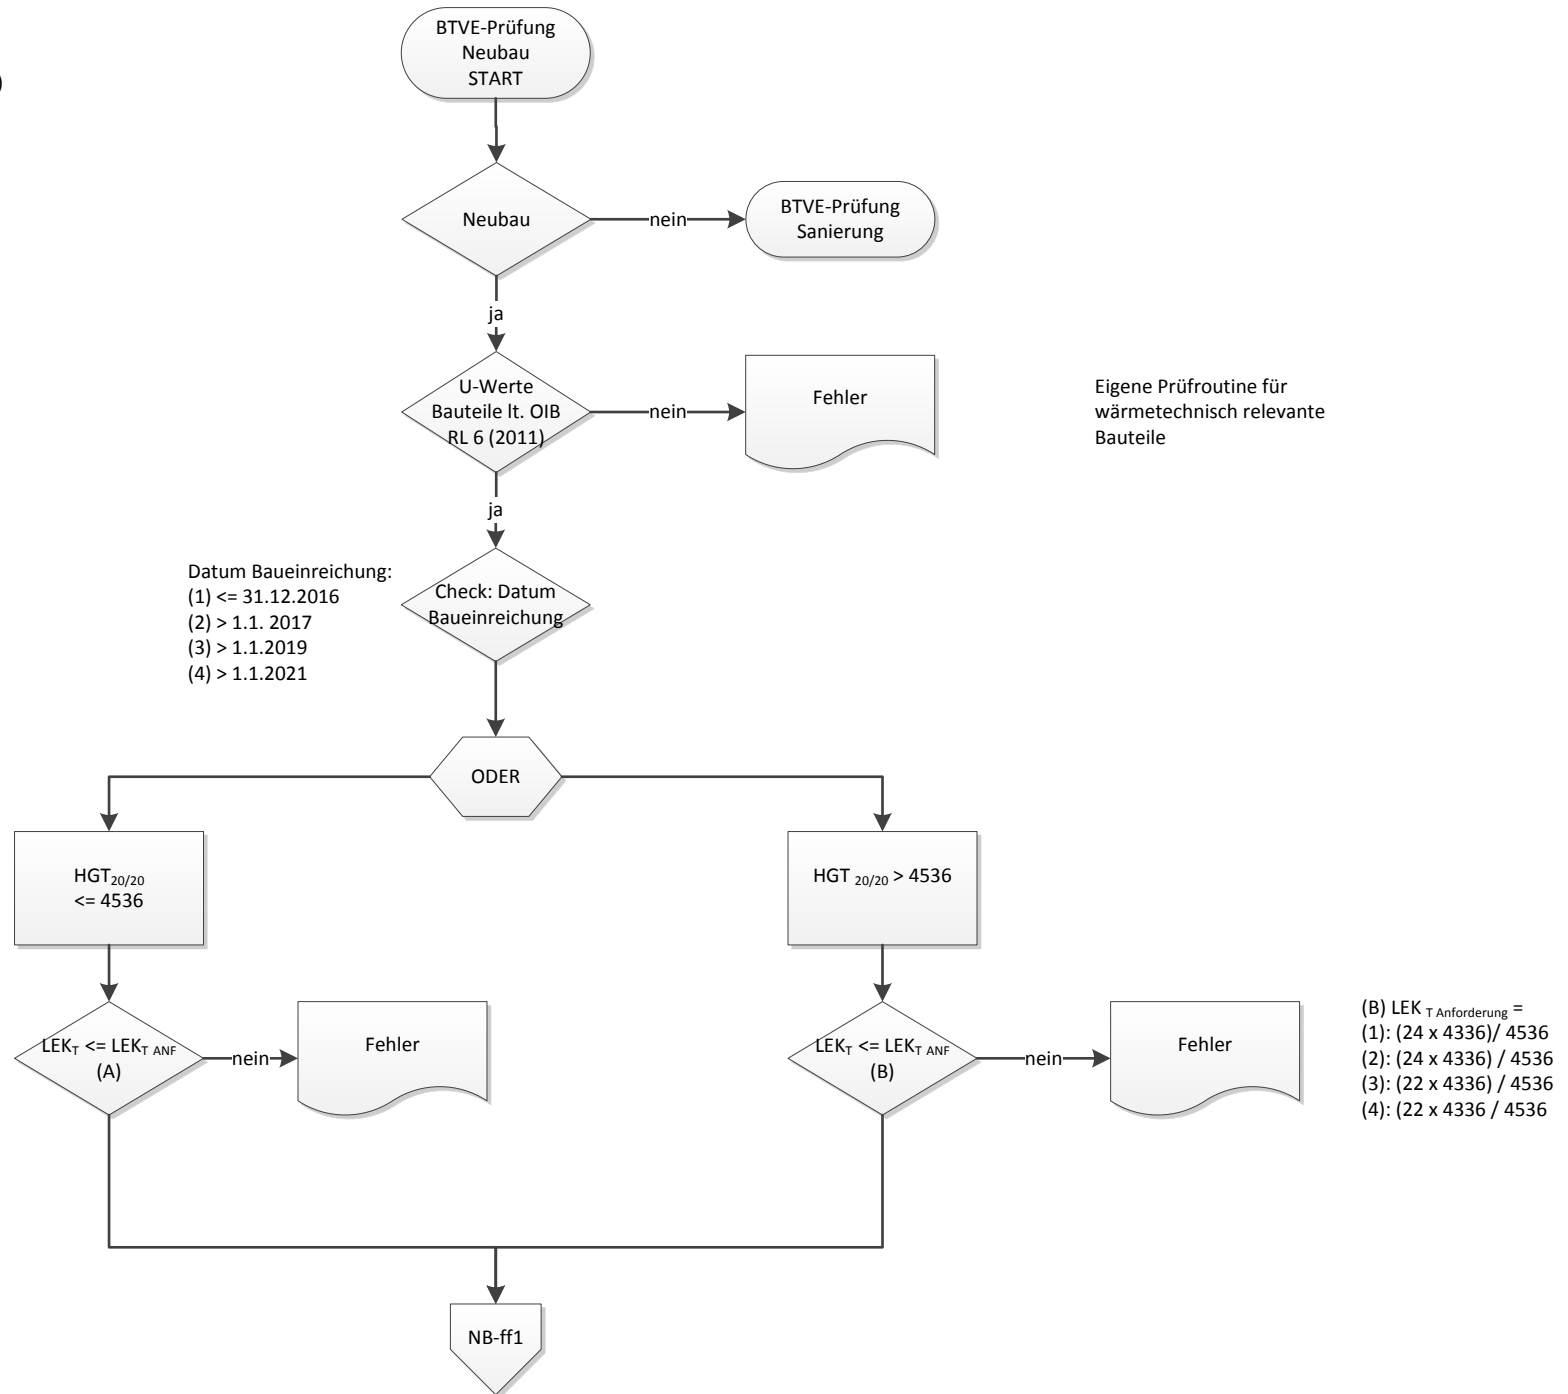 )
BTVE-Prüfung
Neubau
START
Neubau
nein
BTVE-Prüfung
Sanierung
ja
U-Werte
Bauteile lt. OIB
RL 6 (2011)
nein
Fehler
Eigene Prüfroutine für
wärmetechnisch relevante
Bauteile
ja
Datum Baueinreichung:
(1) <= 31.12.2016
(2) > 1.1. 2017
(3) > 1.1.2019
(4) > 1.1.2021
Check: Datum
Baueinreichung
ODER
HGT20/20
<= 4536
HGT 20/20 > 4536
LEKT <= LEKT ANF
(A)
nein
Fehler
LEKT <= LEKT ANF
(B)
nein
Fehler
(B) LEK T Anforderung =
(1): (24 x 4336)/ 4536
(2): (24 x 4336) / 4536
(3): (22 x 4336) / 4536
(4): (22 x 4336 / 4536
NB-ff1